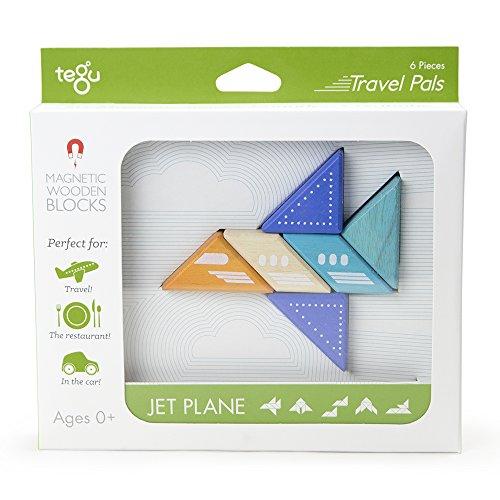 tegu
6 Pieces
Travel Pals
MAGNETIC
WOODEN
BLOCKS
Perfect for:
Travel!
The restaurant!
In the car!
Ages 0+
JET PLANE